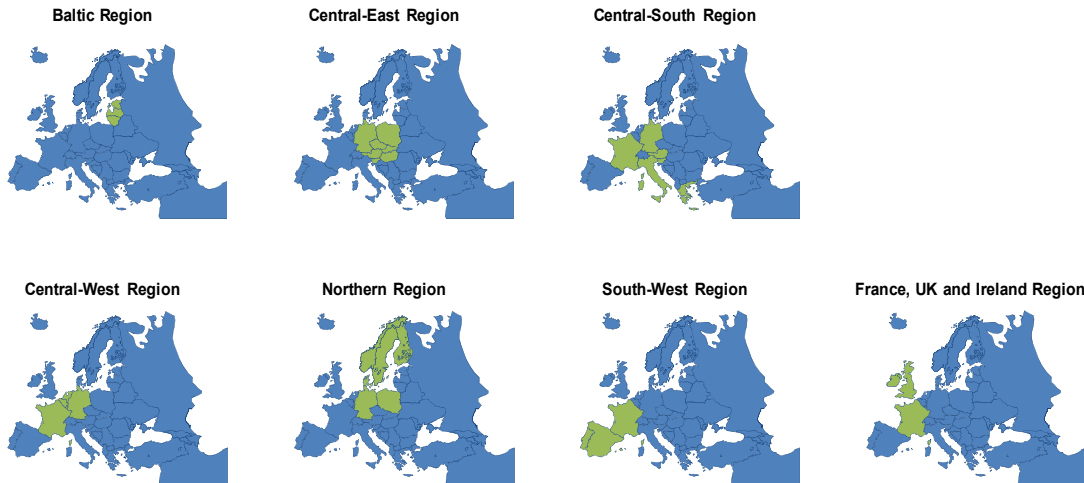 Baltic Region
Central-East Region
Central-South Region
Central-West Region
Northern Region
South-West Region
France, UK and Ireland Region